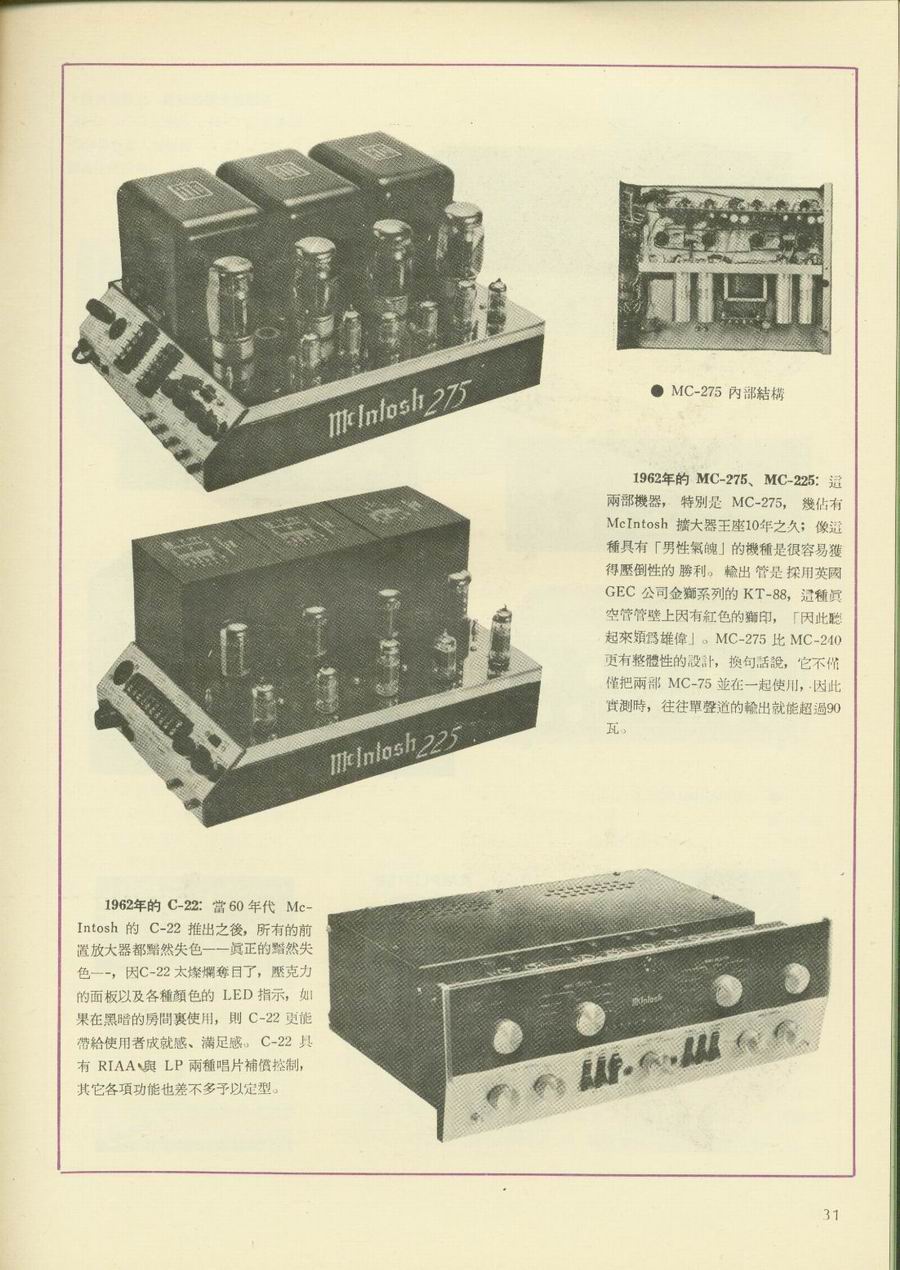 McIntosh 275
● MC-275 內部結構
1962年的 MC-275、MC-225: 這
兩部機器, 特別是 MC-275, 幾佔有
McIntosh 擴大器王座10年之久; 像這
種具有「男性氣魄」的機種是很容易獲
得壓倒性的 勝利。輸出 管是 採用英國
GEC 公司金獅系列的 KT-88, 這種眞
空管管壁上因有紅色的獅印, 「因此聽
起來頗爲雄偉」。MC-275 比 MC-240
更有整體性的設計, 換句話說, 它不僅
僅把兩部 MC-75 並在一起使用, 因此
實測時, 往往單聲道的輸出就能超過90
瓦。
McIntosh 225
1962年的 C-22: 當 60 年代 Mc-
Intosh 的 C-22 推出之後, 所有的前
置放大器都黯然失色——眞正的黯然失
色--, 因C-22 太燦爛奪目了, 壓克力
的面板以及各種顏色的 LED 指示, 如
果在黑暗的房間裏使用, 則 C-22 更能
帶給使用者成就感、滿足感。C-22 具
有 RIAA、與 LP 兩種唱片補償控制,
其它各項功能也差不多予以定型。
McIntosh
31